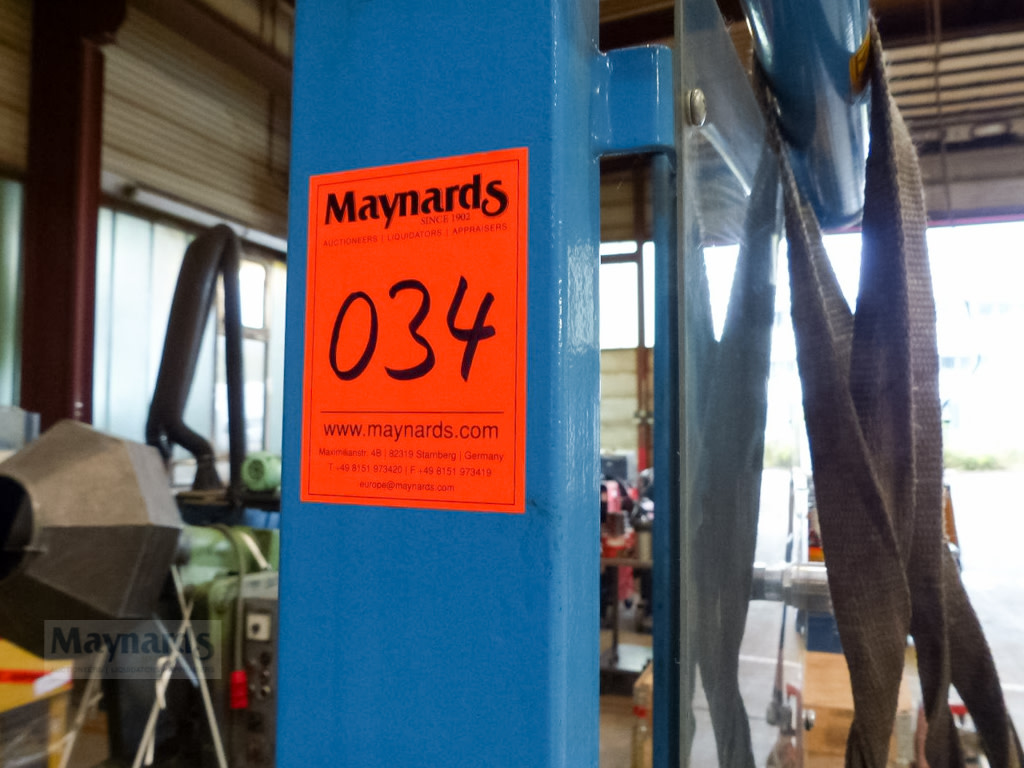 Maynards
SINCE 1902
AUCTIONEERS | LIQUIDATORS | APPRAISERS
034
www.maynards.com
Maximilianstr. 4B | 82319 Starnberg | Germany
T +49 8151 973420 | F +49 8151 973419
europe@maynards.com
Maynards